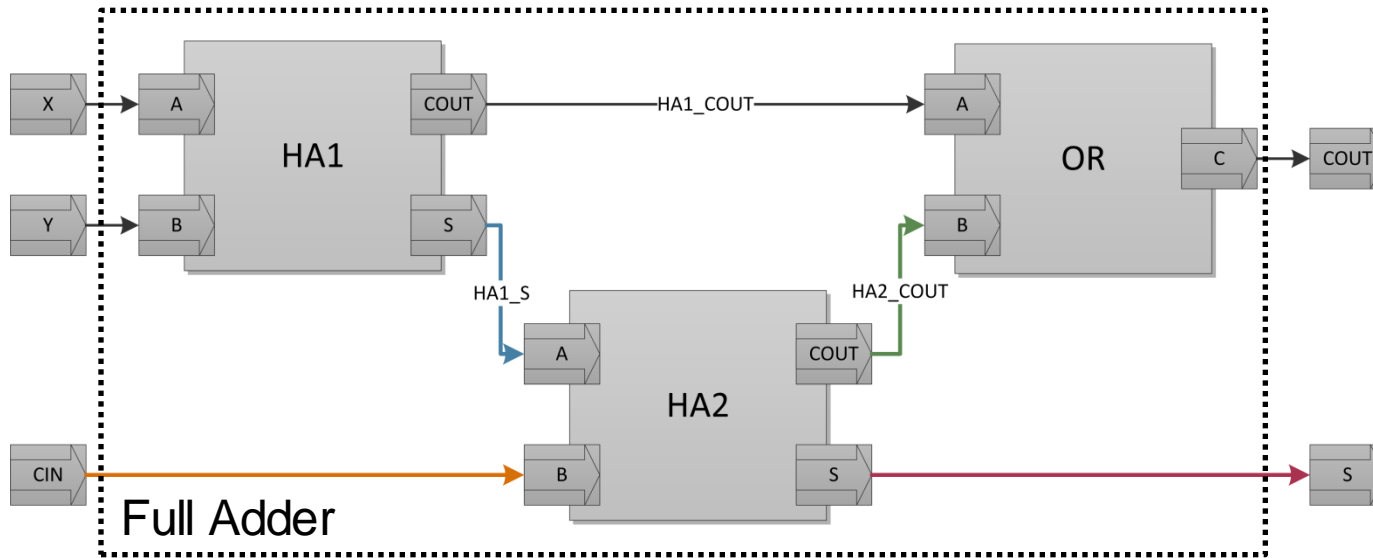 X
A
COUT
HA1_COUT
A
HA1
OR
C
COUT
Y
B
S
B
HA1_S
HA2_COUT
A
COUT
HA2
CIN
B
S
S
Full Adder